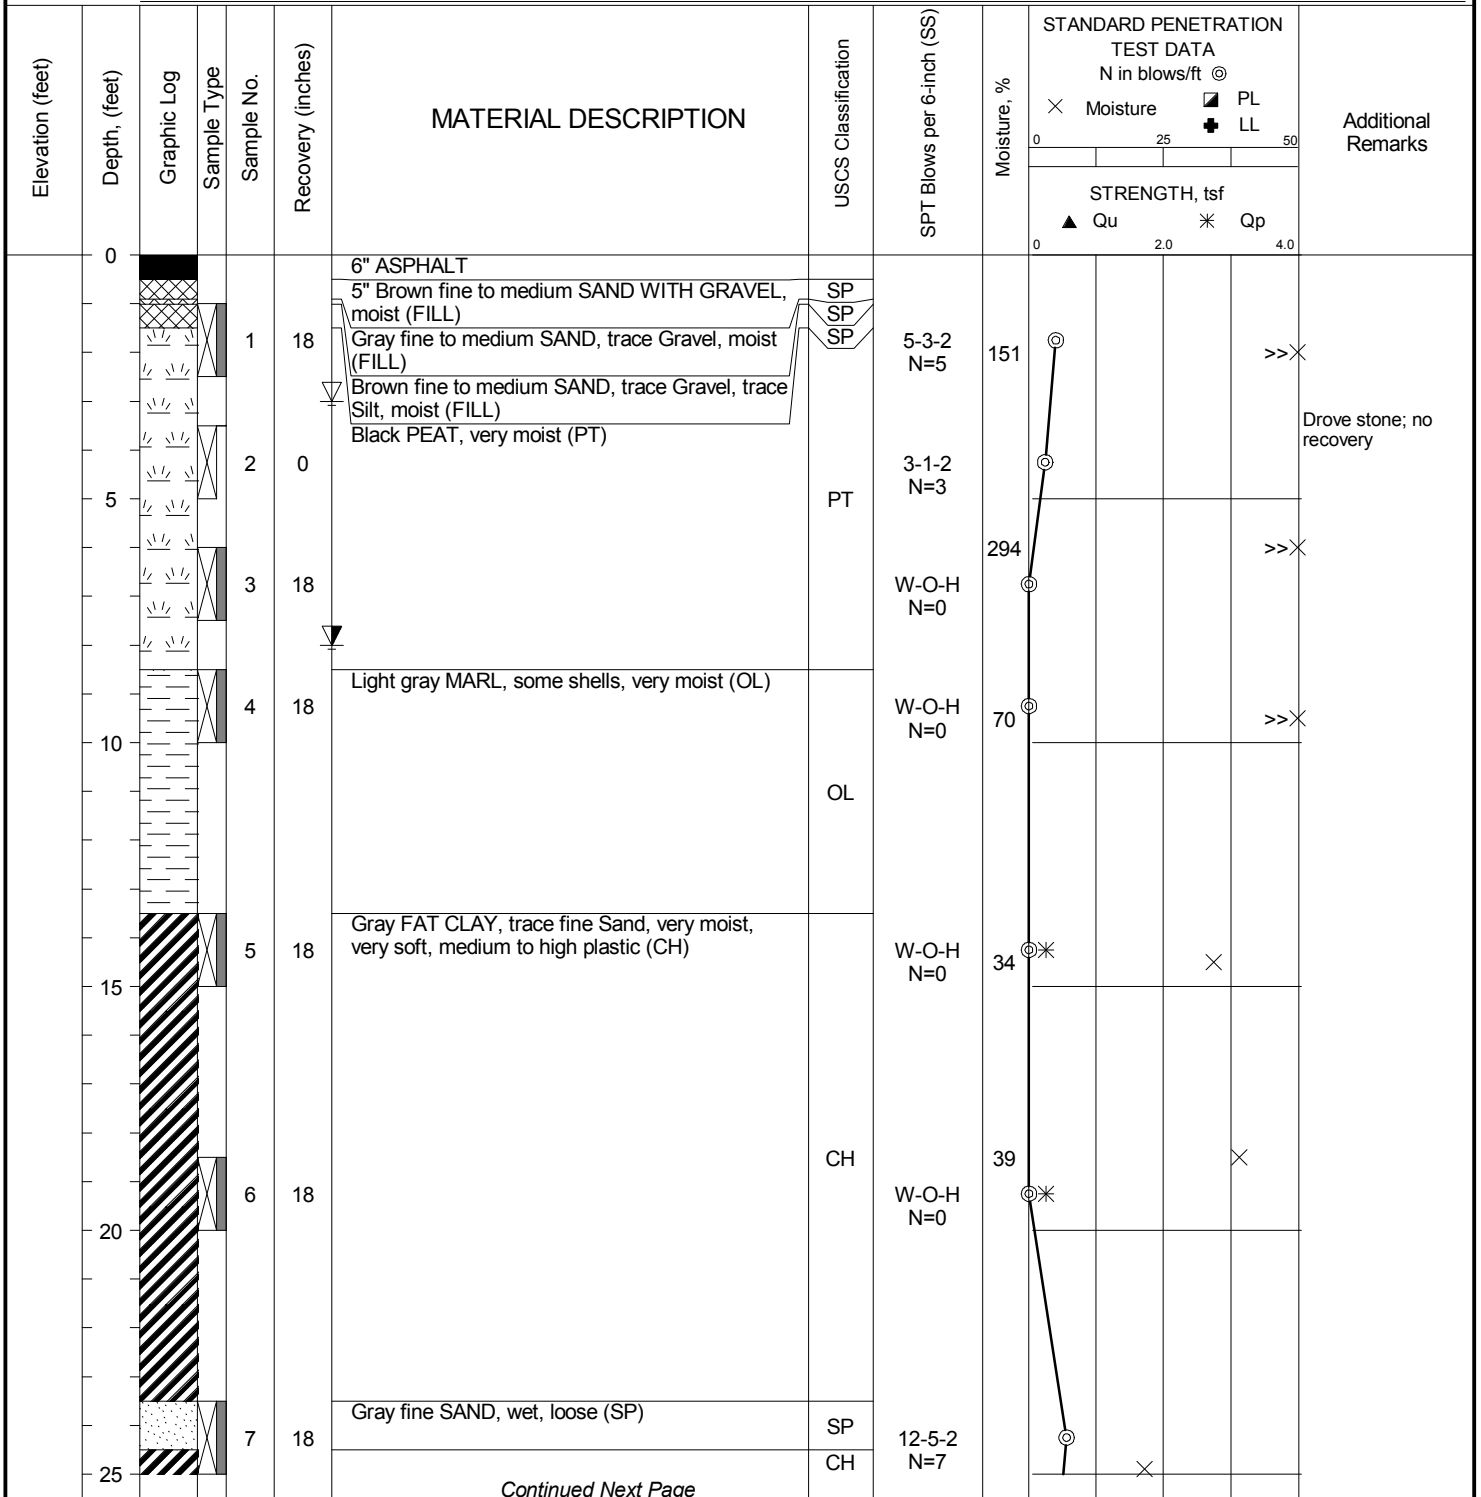 Elevation (feet)
Depth, (feet)
Graphic Log
Sample Type
Sample No.
Recovery (inches)
MATERIAL DESCRIPTION
USCS Classification
SPT Blows per 6-inch (SS)
Moisture, %
STANDARD PENETRATION
TEST DATA
N in blows/ft
Moisture
PL
LL
0 25 50
STRENGTH, tsf
Qu Qp
0 2.0 4.0
Additional
Remarks
0
6" ASPHALT
5" Brown fine to medium SAND WITH GRAVEL,
moist (FILL)
SP
SP
Gray fine to medium SAND, trace Gravel, moist
(FILL)
SP
1 18
5-3-2
N=5
151
>>
Brown fine to medium SAND, trace Gravel, trace
Silt, moist (FILL)
Black PEAT, very moist (PT)
Drove stone; no
recovery
2 0
3-1-2
N=3
5
PT
294
>>
3 18
W-O-H
N=0
Light gray MARL, some shells, very moist (OL)
4 18
W-O-H
N=0
70
>>
10
OL
Gray FAT CLAY, trace fine Sand, very moist,
very soft, medium to high plastic (CH)
5 18
W-O-H
N=0
34
15
CH
39
6 18
W-O-H
N=0
20
Gray fine SAND, wet, loose (SP)
SP
7 18
12-5-2
N=7
CH
25
Continued Next Page